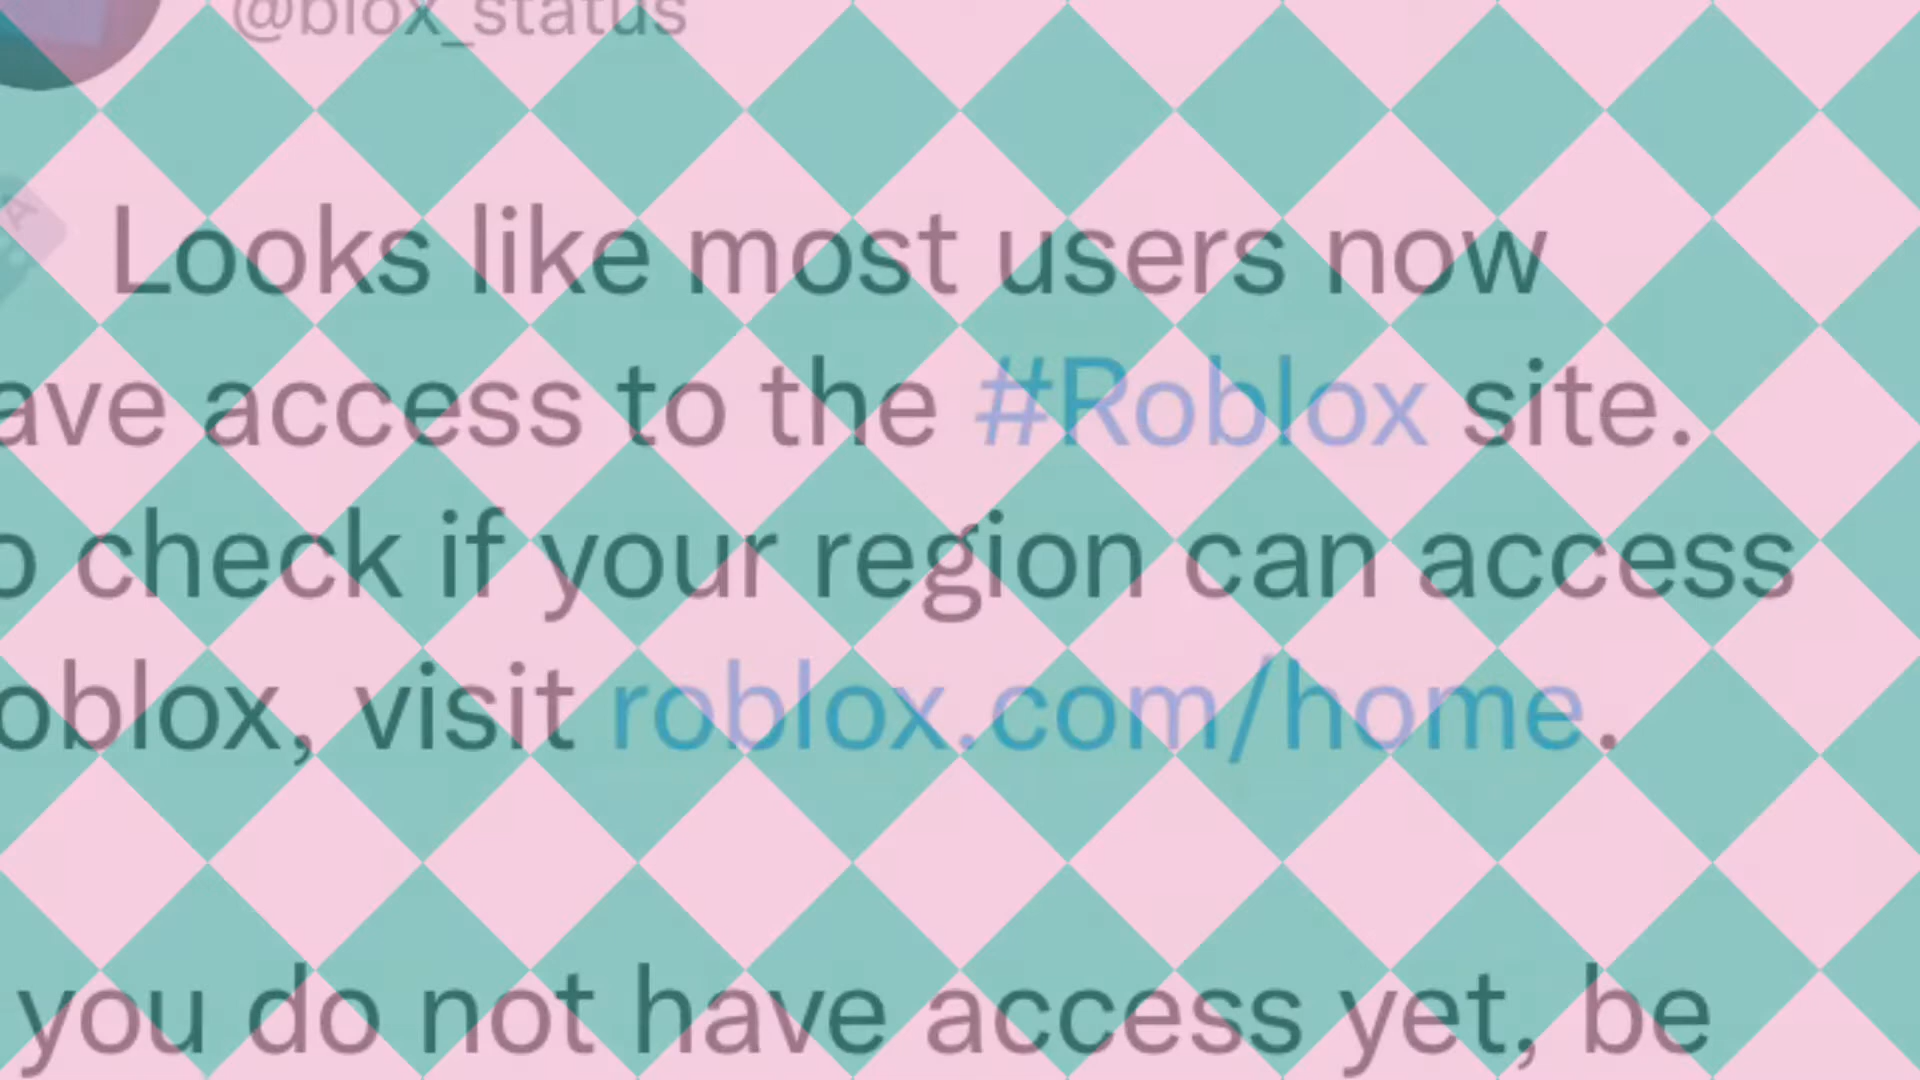 @blox_status
Looks like most users now
ave access to the #Roblox site.
o check if your region can access
oblox, visit roblox.com/home.
you do not have access yet, be